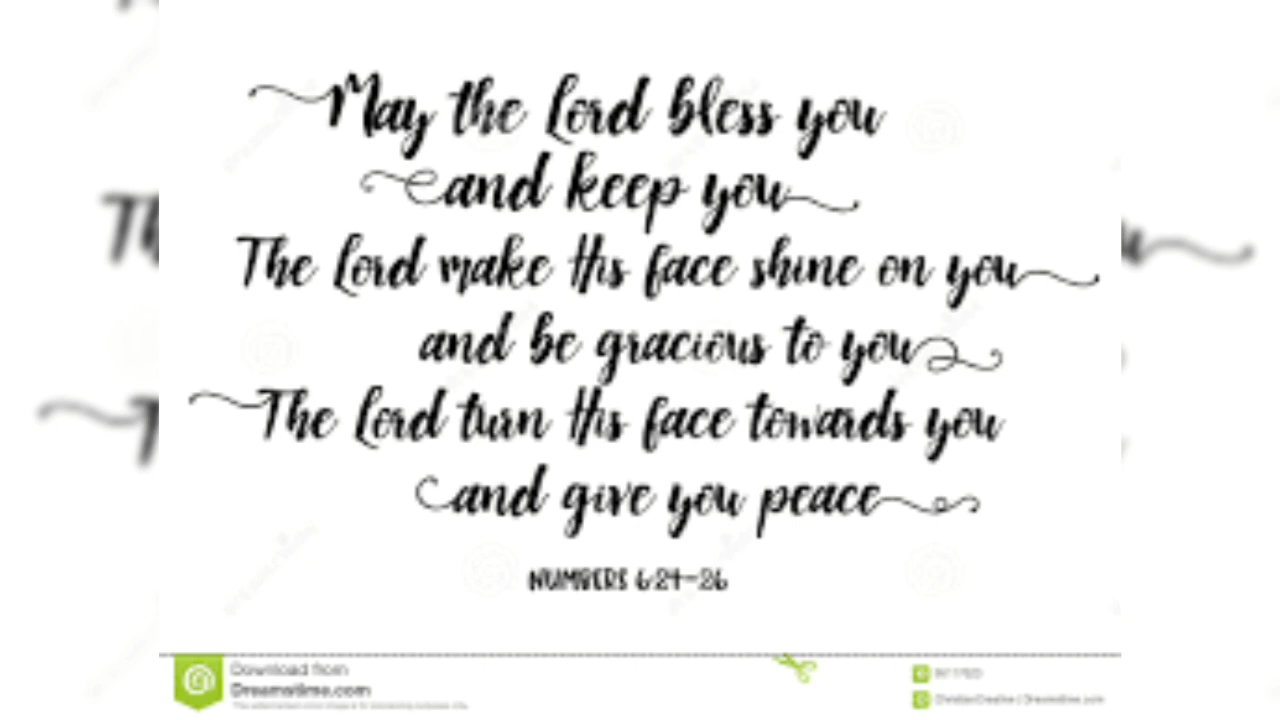 May the Lord bless you
and keep you
The Lord make His face shine on you
and be gracious to you
The Lord turn His face towards you
and give you peace
NUMBERS 6:24-26
Download from
Dreamstime.com